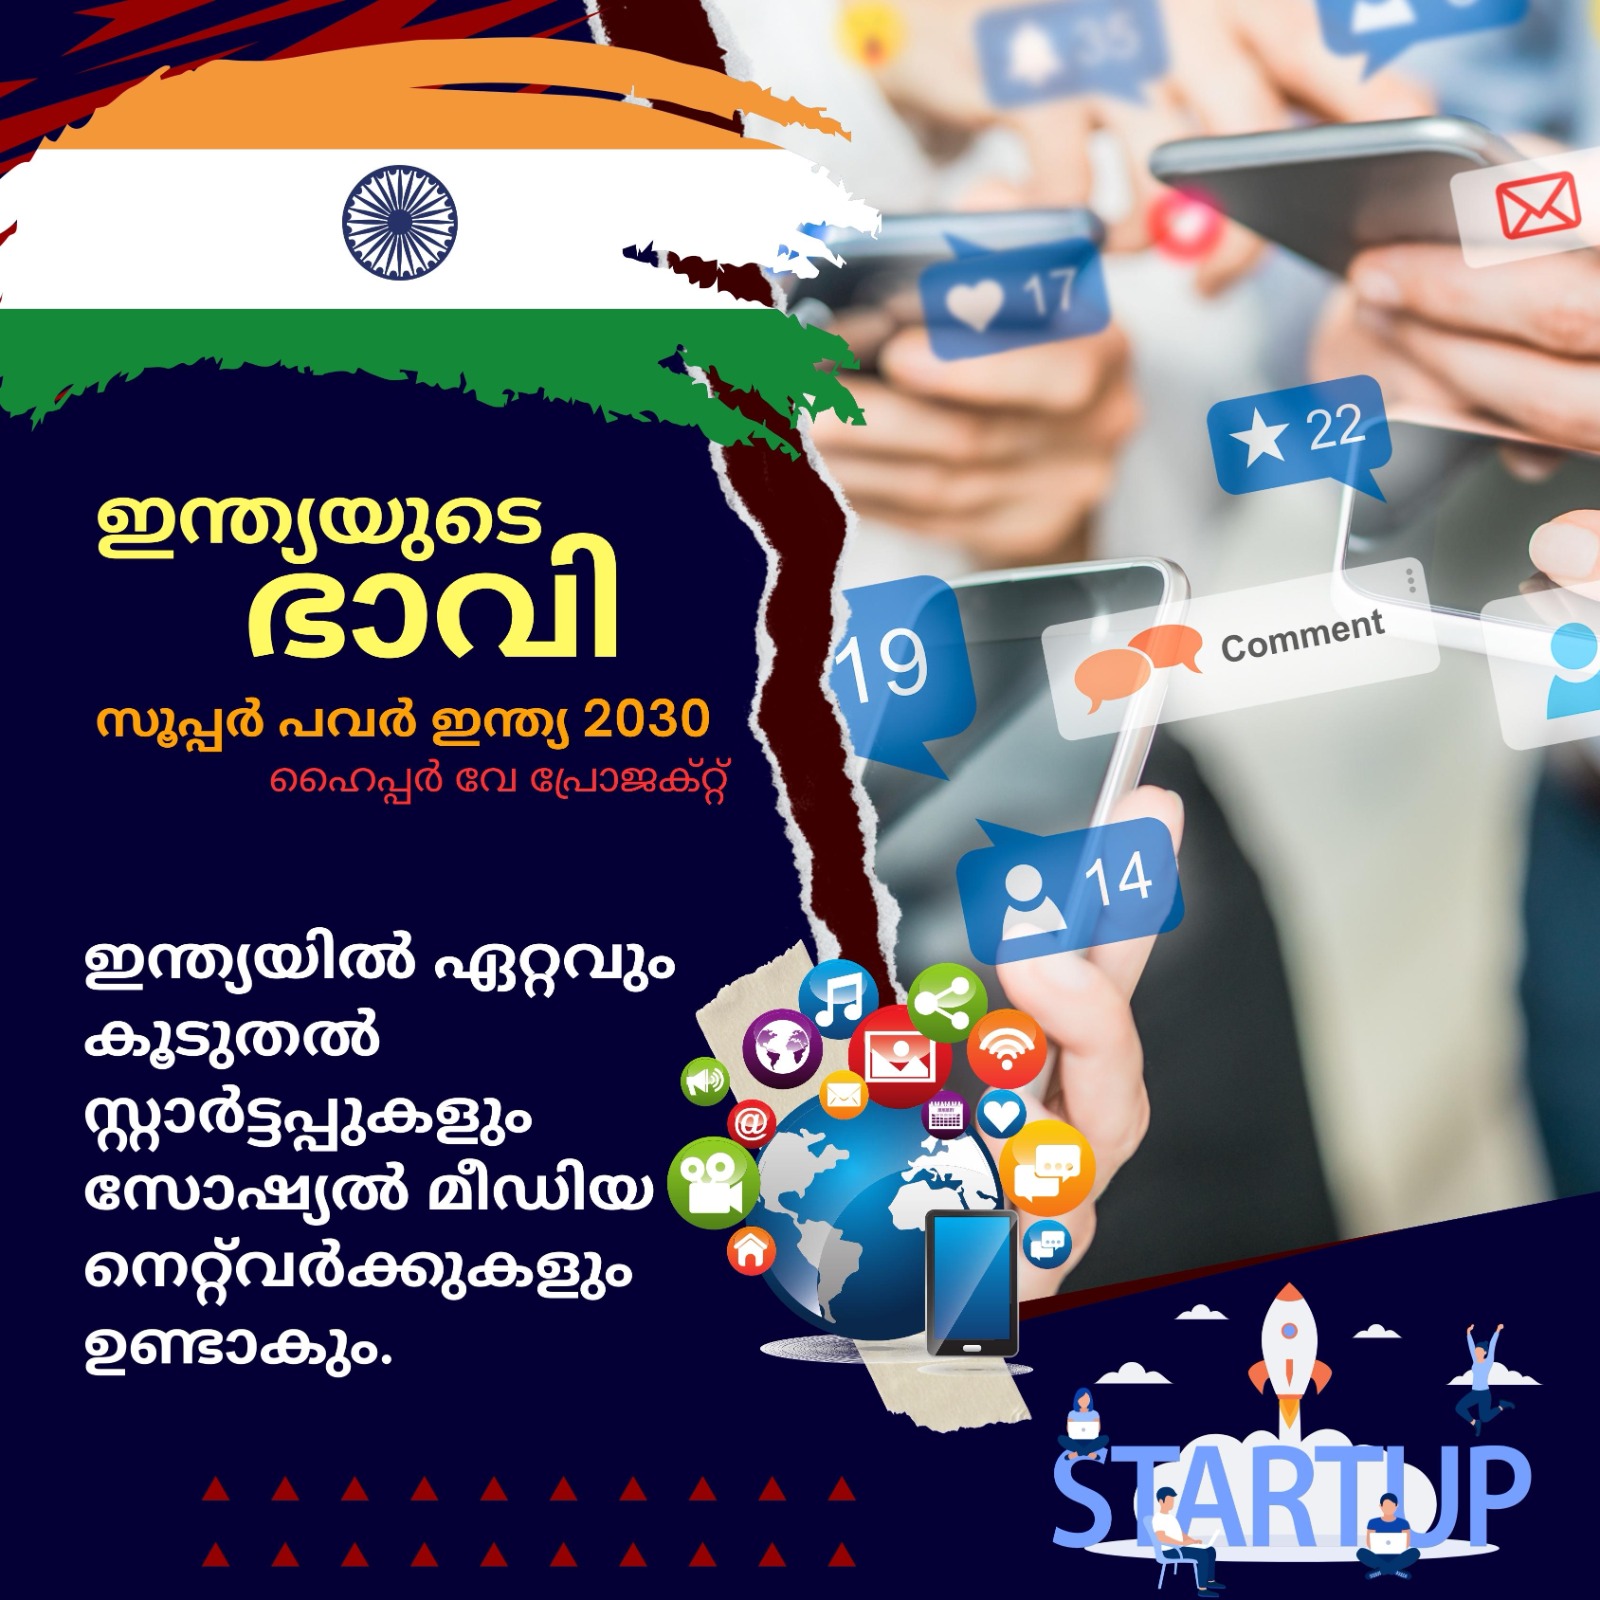 35
17
22
ഇന്ത്യയുടെ
ഭാവി
19
Comment
സൂപ്പർ പവർ ഇന്ത്യ 2030
ഹൈപ്പർ വേ പ്രോജക്റ്റ്
14
ഇന്ത്യയിൽ ഏറ്റവും
കൂടുതൽ
സ്റ്റാർട്ടപ്പുകളും
സോഷ്യൽ മീഡിയ
നെറ്റ്‌വർക്കുകളും
ഉണ്ടാകും.
@
STARTUP